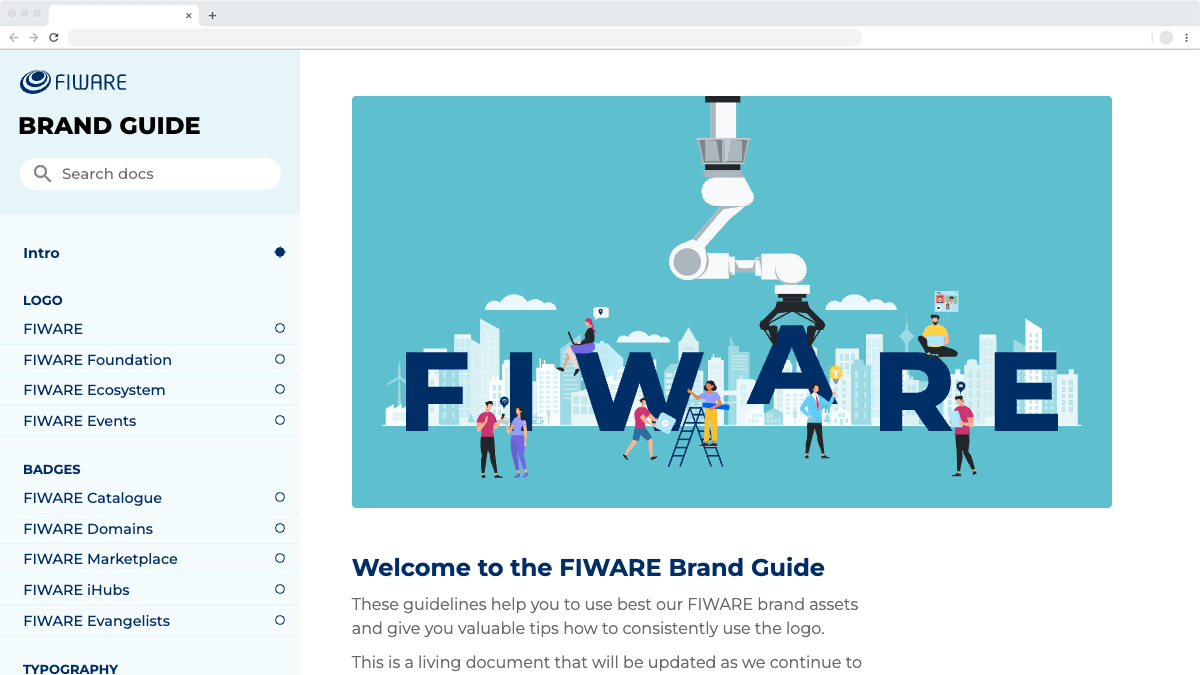 FIWARE
BRAND GUIDE
Search docs
Intro
LOGO
FIWARE
FIWARE Foundation
FIWARE Ecosystem
FIWARE Events
BADGES
FIWARE Catalogue
FIWARE Domains
FIWARE Marketplace
FIWARE iHubs
FIWARE Evangelists
TYPOGRAPHY
FIWARE
Welcome to the FIWARE Brand Guide
These guidelines help you to use best our FIWARE brand assets
and give you valuable tips how to consistently use the logo.
This is a living document that will be updated as we continue to